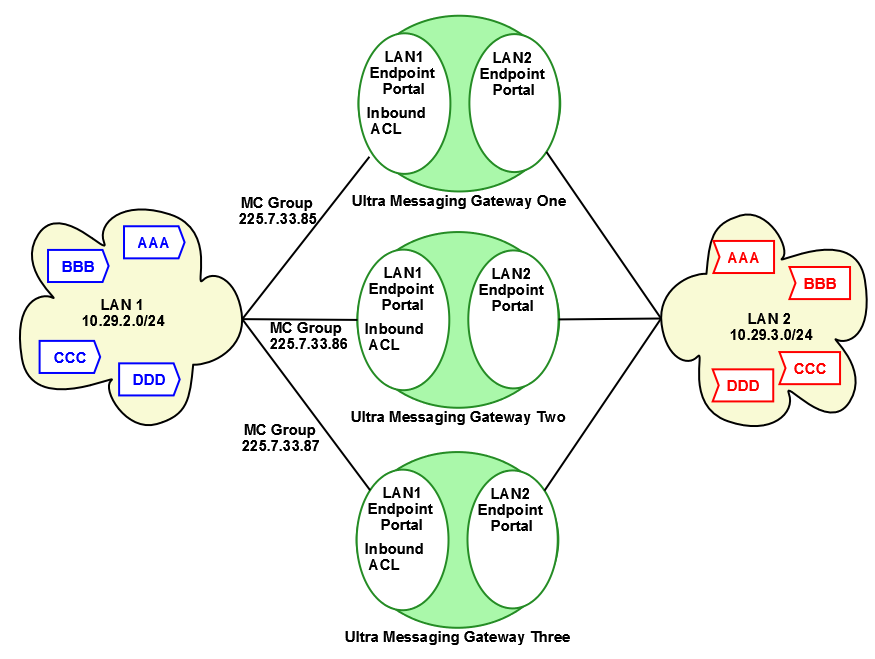 LAN1
Endpoint
Portal
Inbound
ACL
LAN2
Endpoint
Portal
Ultra Messaging Gateway One
MC Group
225.7.33.85
AAA
BBB
LAN 1
10.29.2.0/24
CCC
DDD
LAN1
Endpoint
Portal
Inbound
ACL
LAN2
Endpoint
Portal
MC Group
225.7.33.86
Ultra Messaging Gateway Two
AAA
BBB
LAN 2
10.29.3.0/24
CCC
DDD
MC Group
225.7.33.87
LAN1
Endpoint
Portal
Inbound
ACL
LAN2
Endpoint
Portal
Ultra Messaging Gateway Three